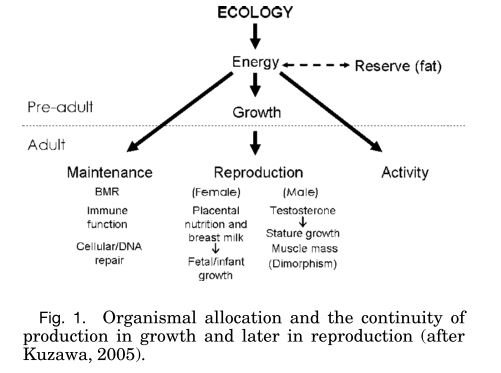 ECOLOGY
Energy
Reserve (fat)
Pre-adult
Growth
Adult
Maintenance
Reproduction
Activity
BMR
Immune
function
Cellular/DNA
repair
(Female)
Placental
nutrition and
breast milk
Fetal/infant
growth
(Male)
Testosterone
Stature growth
Muscle mass
(Dimorphism)
Fig. 1. Organismal allocation and the continuity of
production in growth and later in reproduction (after
Kuzawa, 2005).